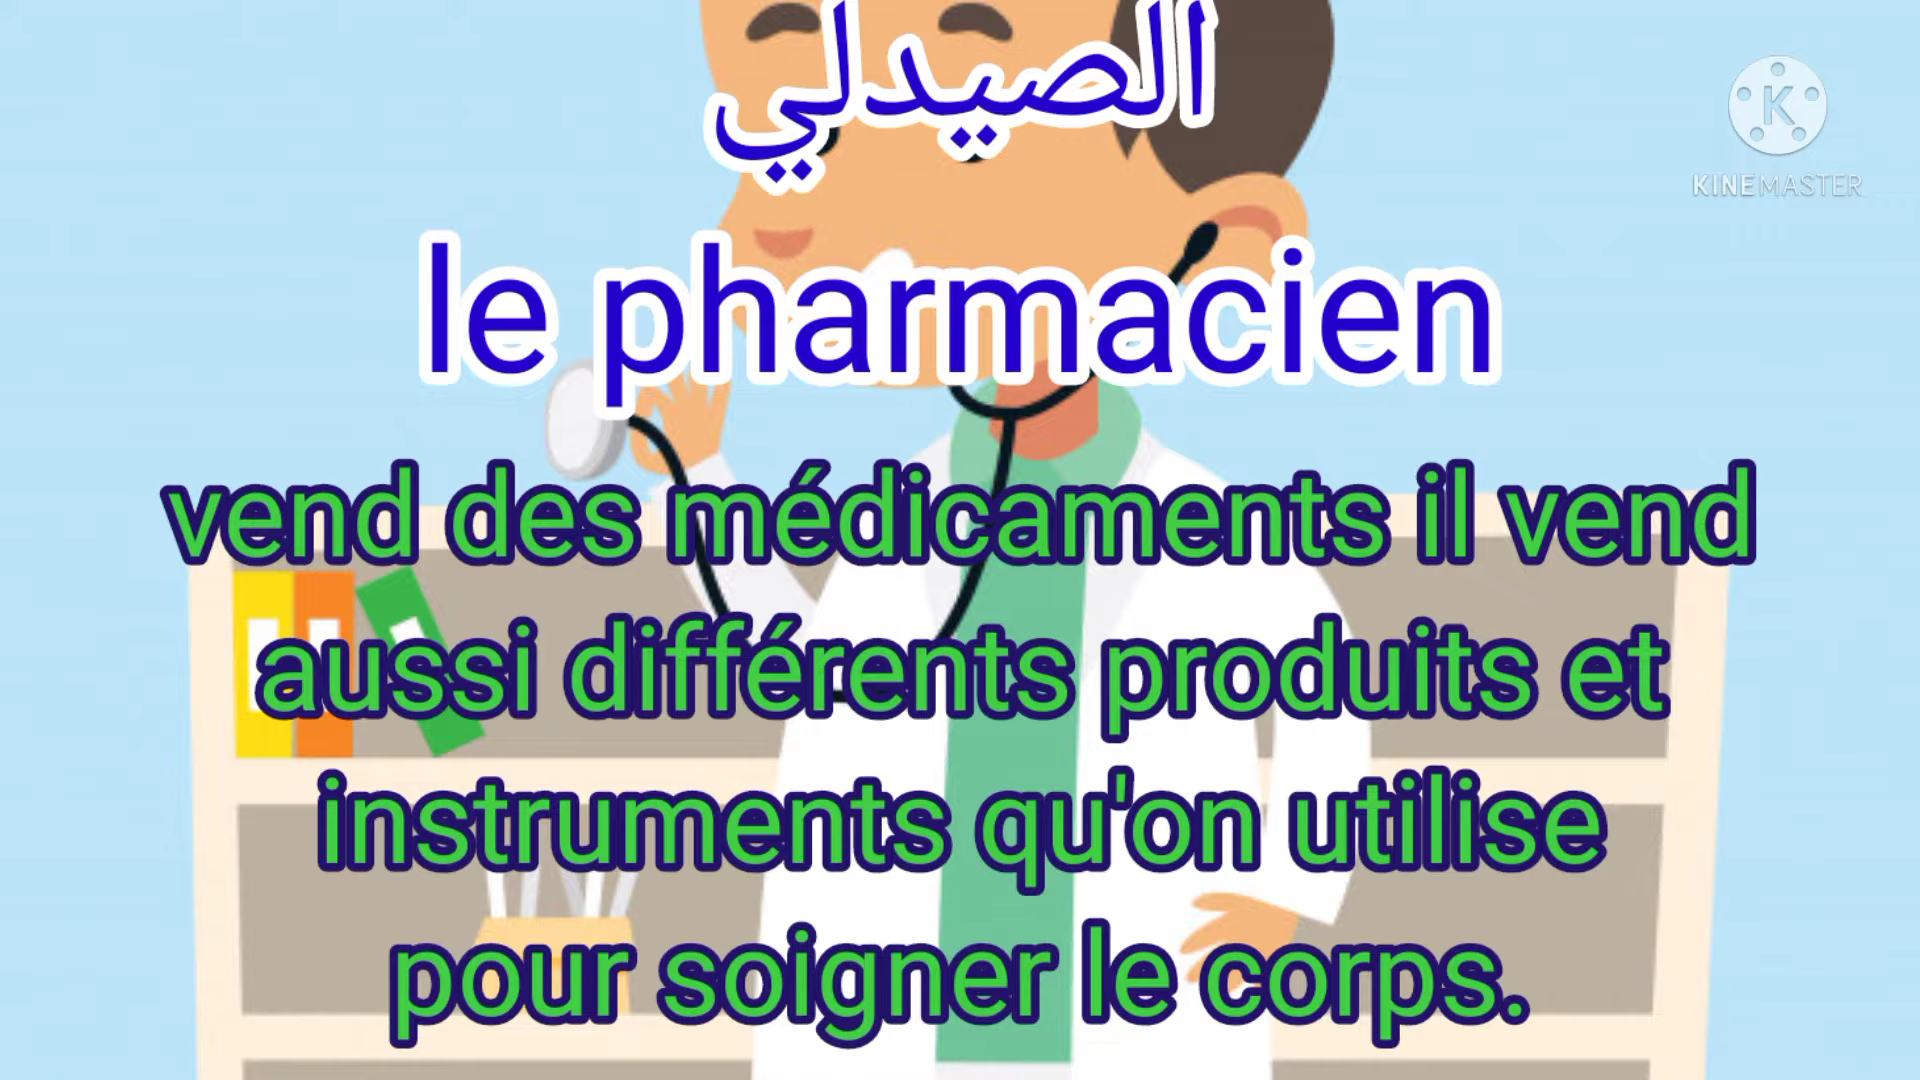 الصيدلي
KINEMASTER
le pharmacien
vend des médicaments il vend
aussi différents produits et
instruments qu'on utilise
pour soigner le corps.